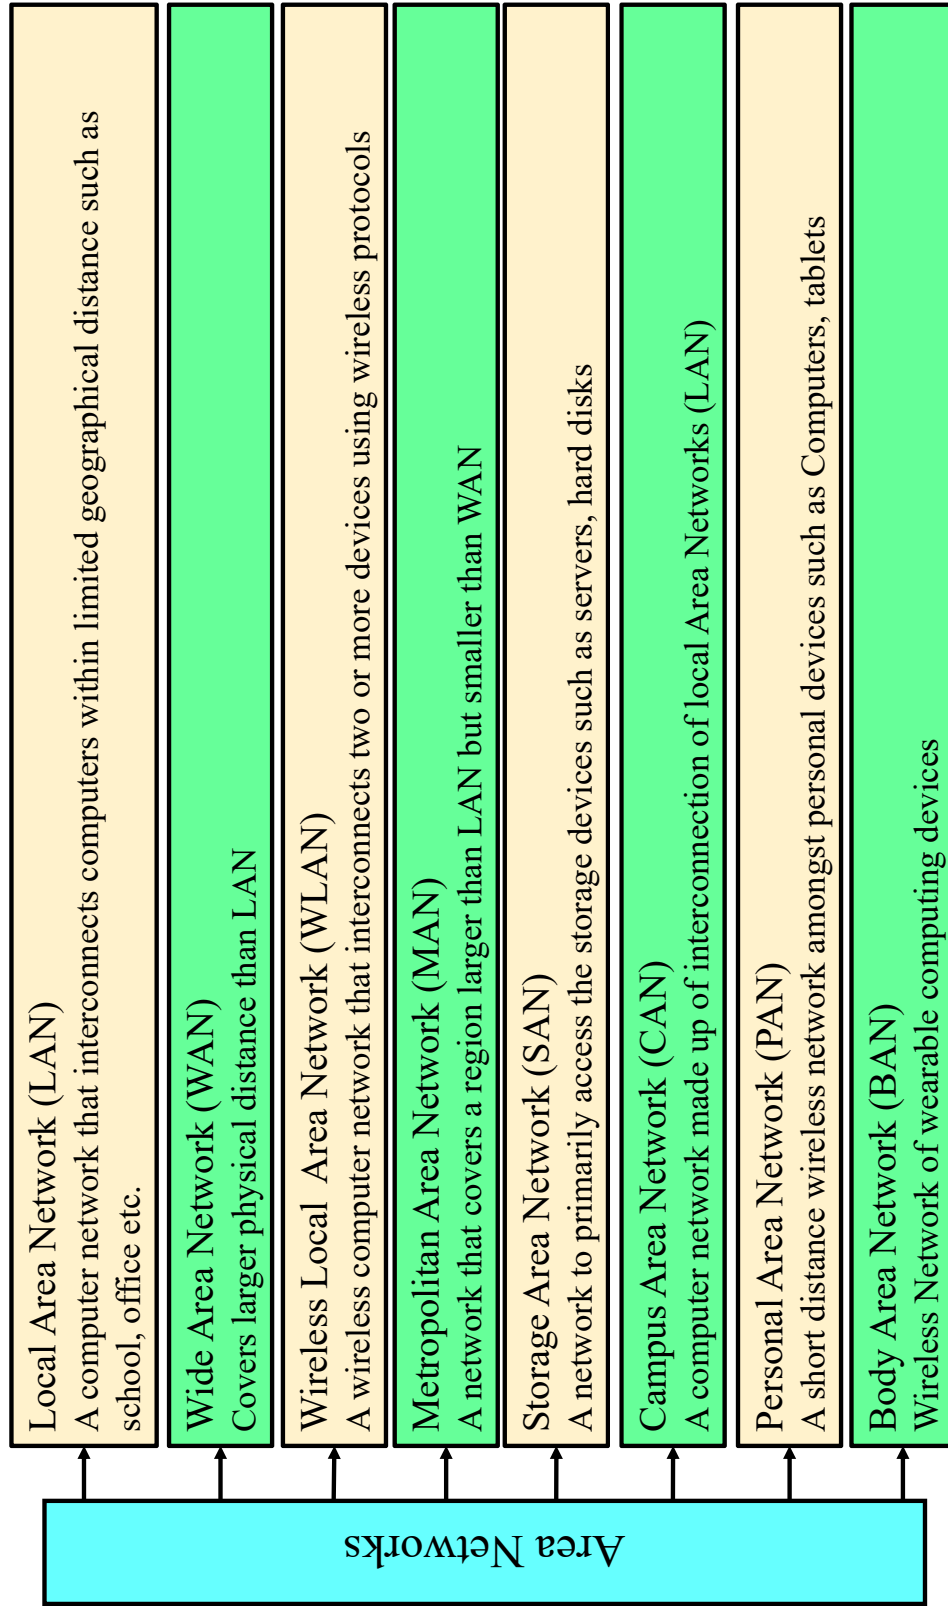 Area Networks
Local Area Network (LAN)
A computer network that interconnects computers within limited geographical distance such as
school, office etc.
Wide Area Network (WAN)
Covers larger physical distance than LAN
Wireless Local Area Network (WLAN)
A wireless computer network that interconnects two or more devices using wireless protocols
Metropolitan Area Network (MAN)
A network that covers a region larger than LAN but smaller than WAN
Storage Area Network (SAN)
A network to primarily access the storage devices such as servers, hard disks
Campus Area Network (CAN)
A computer network made up of interconnection of local Area Networks (LAN)
Personal Area Network (PAN)
A short distance wireless network amongst personal devices such as Computers, tablets
Body Area Network (BAN)
Wireless Network of wearable computing devices